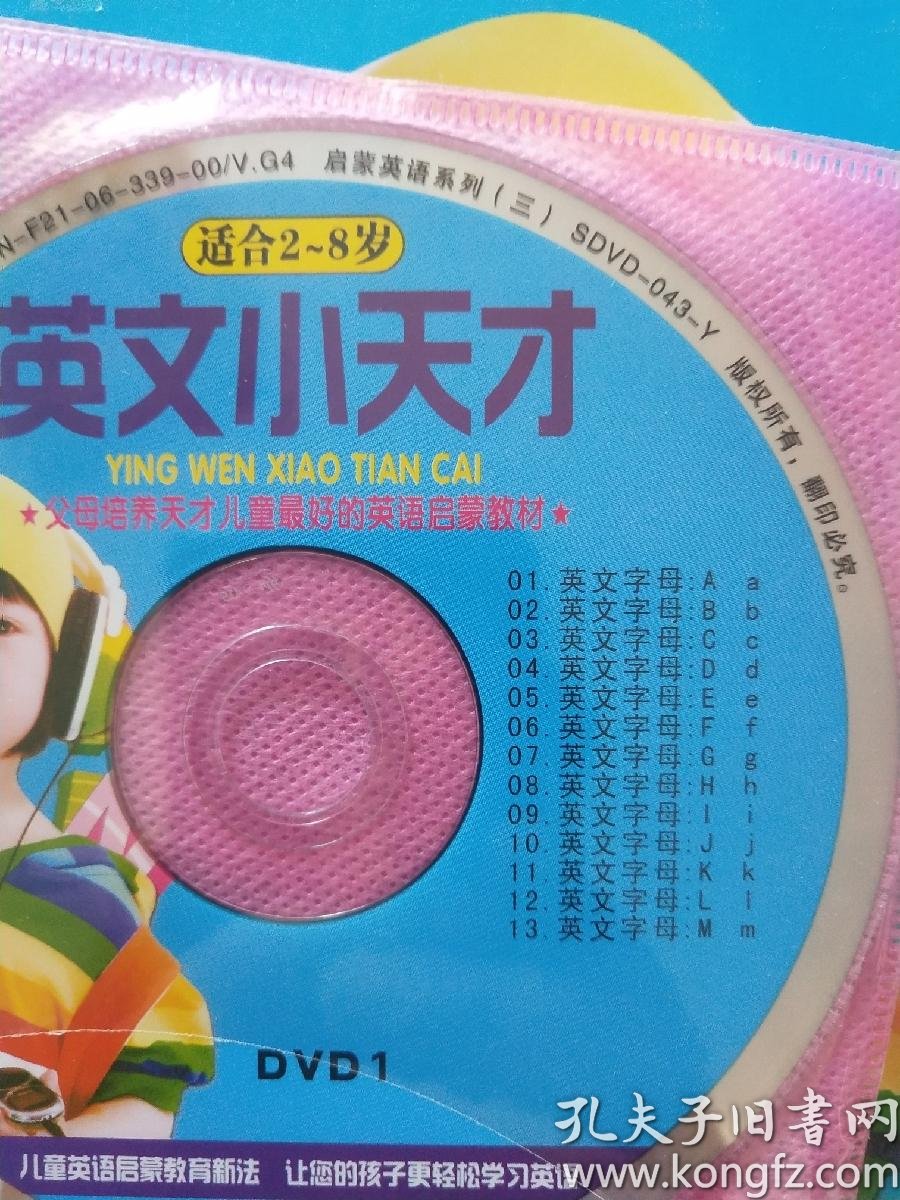 N-F21-06-339-00/V.G4 启蒙英语系列(三) SDVD-043-Y 版权所有，翻印必究。
适合2~8岁
英文小天才
YING WEN XIAO TIAN CAI
★父母培养天才儿童最好的英语启蒙教材★
01.英文字母:A a
02.英文字母:B b
03.英文字母:C c
04.英文字母:D d
05.英文字母:E e
06.英文字母:F f
07.英文字母:G g
08.英文字母:H h
09.英文字母:I i
10.英文字母:J j
11.英文字母:K k
12.英文字母:L l
13.英文字母:M m
DVD1
儿童英语启蒙教育新法 让您的孩子更轻松学习英语
孔夫子旧書网
www.kongfz.com